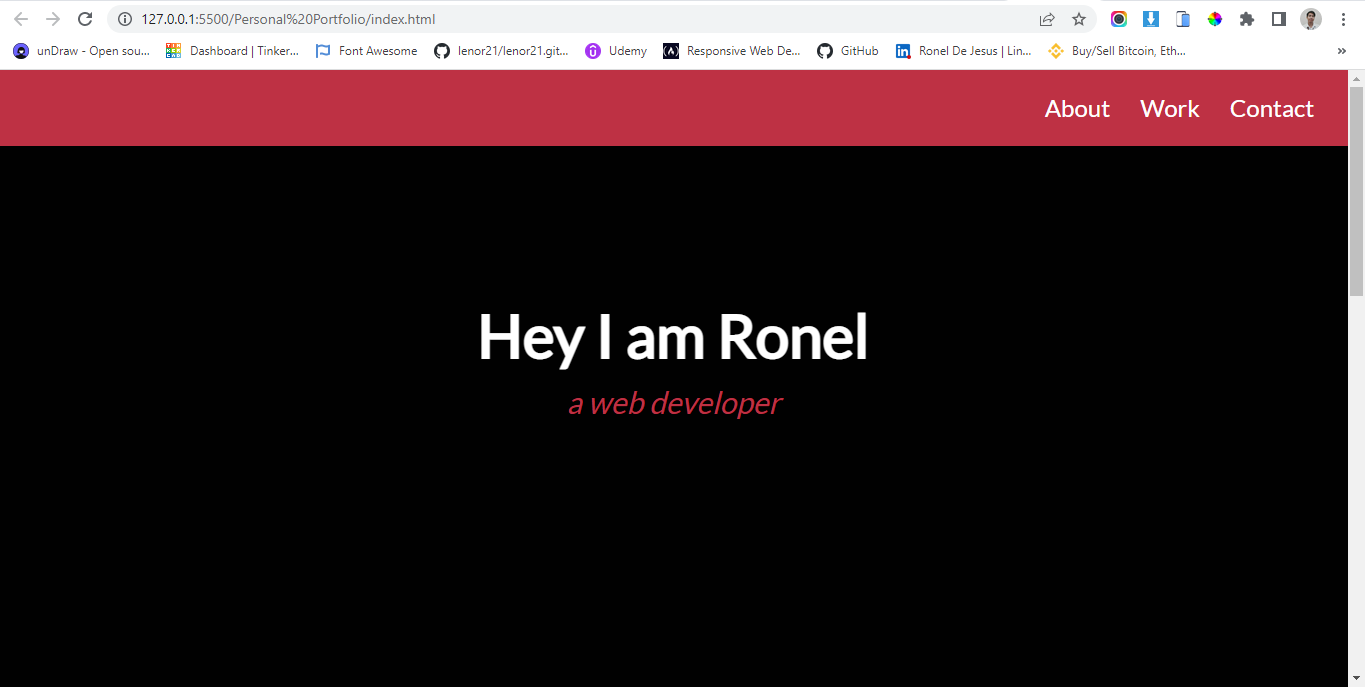 127.0.0.1:5500/Personal%20Portfolio/index.html
unDraw - Open sou... Dashboard | Tinker... Font Awesome lenor21/lenor21.git... Udemy Responsive Web De... GitHub Ronel De Jesus | Lin... Buy/Sell Bitcoin, Eth... »
About Work Contact
Hey I am Ronel
a web developer